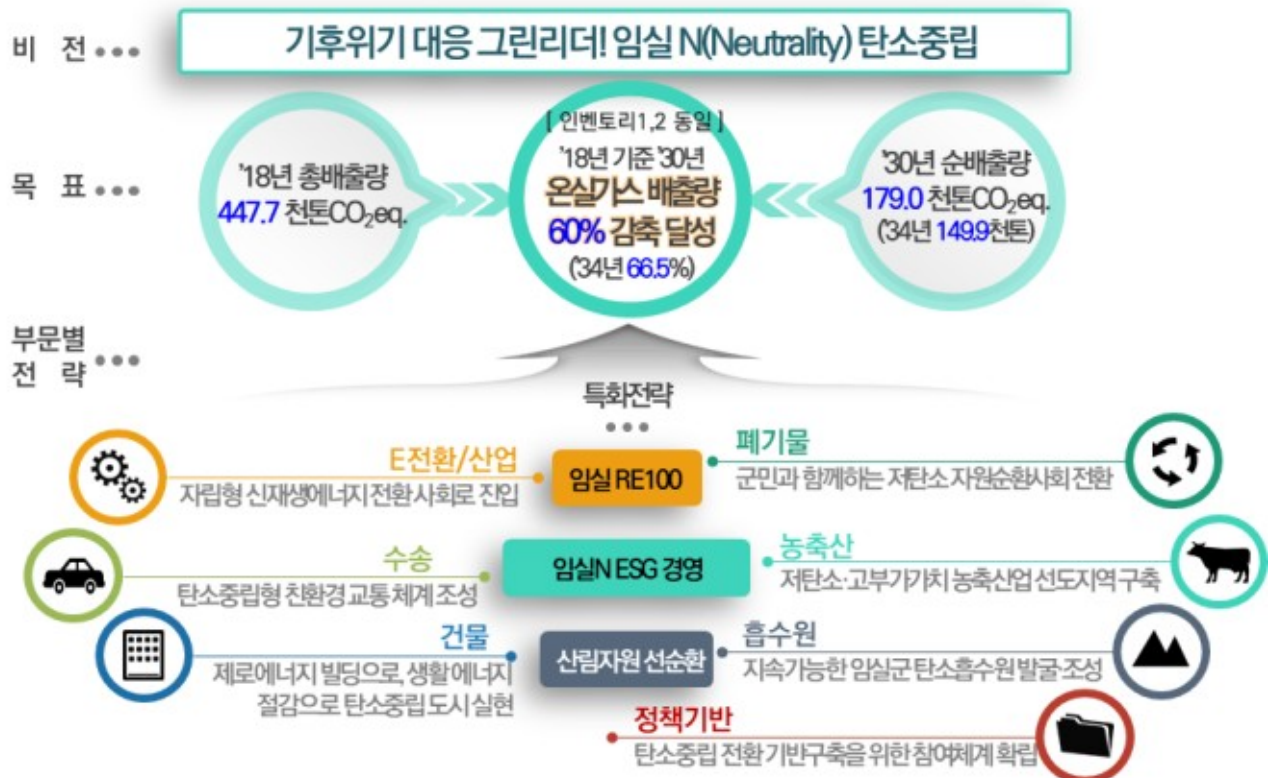 비 전
기후위기 대응 그린리더! 임실 N(Neutrality) 탄소중립
목 표
'18년 총배출량
447.7 천톤CO₂eq.
[ 인벤토리1,2 동일 ]
'18년 기준 '30년
온실가스 배출량
60% 감축 달성
('34년 66.5%)
'30년 순배출량
179.0 천톤CO₂eq.
('34년 149.9천톤)
부문별
전 략
특화전략
E전환/산업
자립형 신재생에너지 전환 사회로 진입
임실 RE100
폐기물
군민과 함께하는 저탄소 자원순환사회 전환
수송
탄소중립형 친환경 교통 체계 조성
임실N ESG 경영
농축산
저탄소·고부가가치 농축산업 선도지역 구축
건물
제로에너지 빌딩으로, 생활 에너지
절감으로 탄소중립 도시 실현
산림자원 선순환
흡수원
지속가능한 임실군 탄소흡수원 발굴·조성
정책기반
탄소중립 전환 기반구축을 위한 참여체계 확립